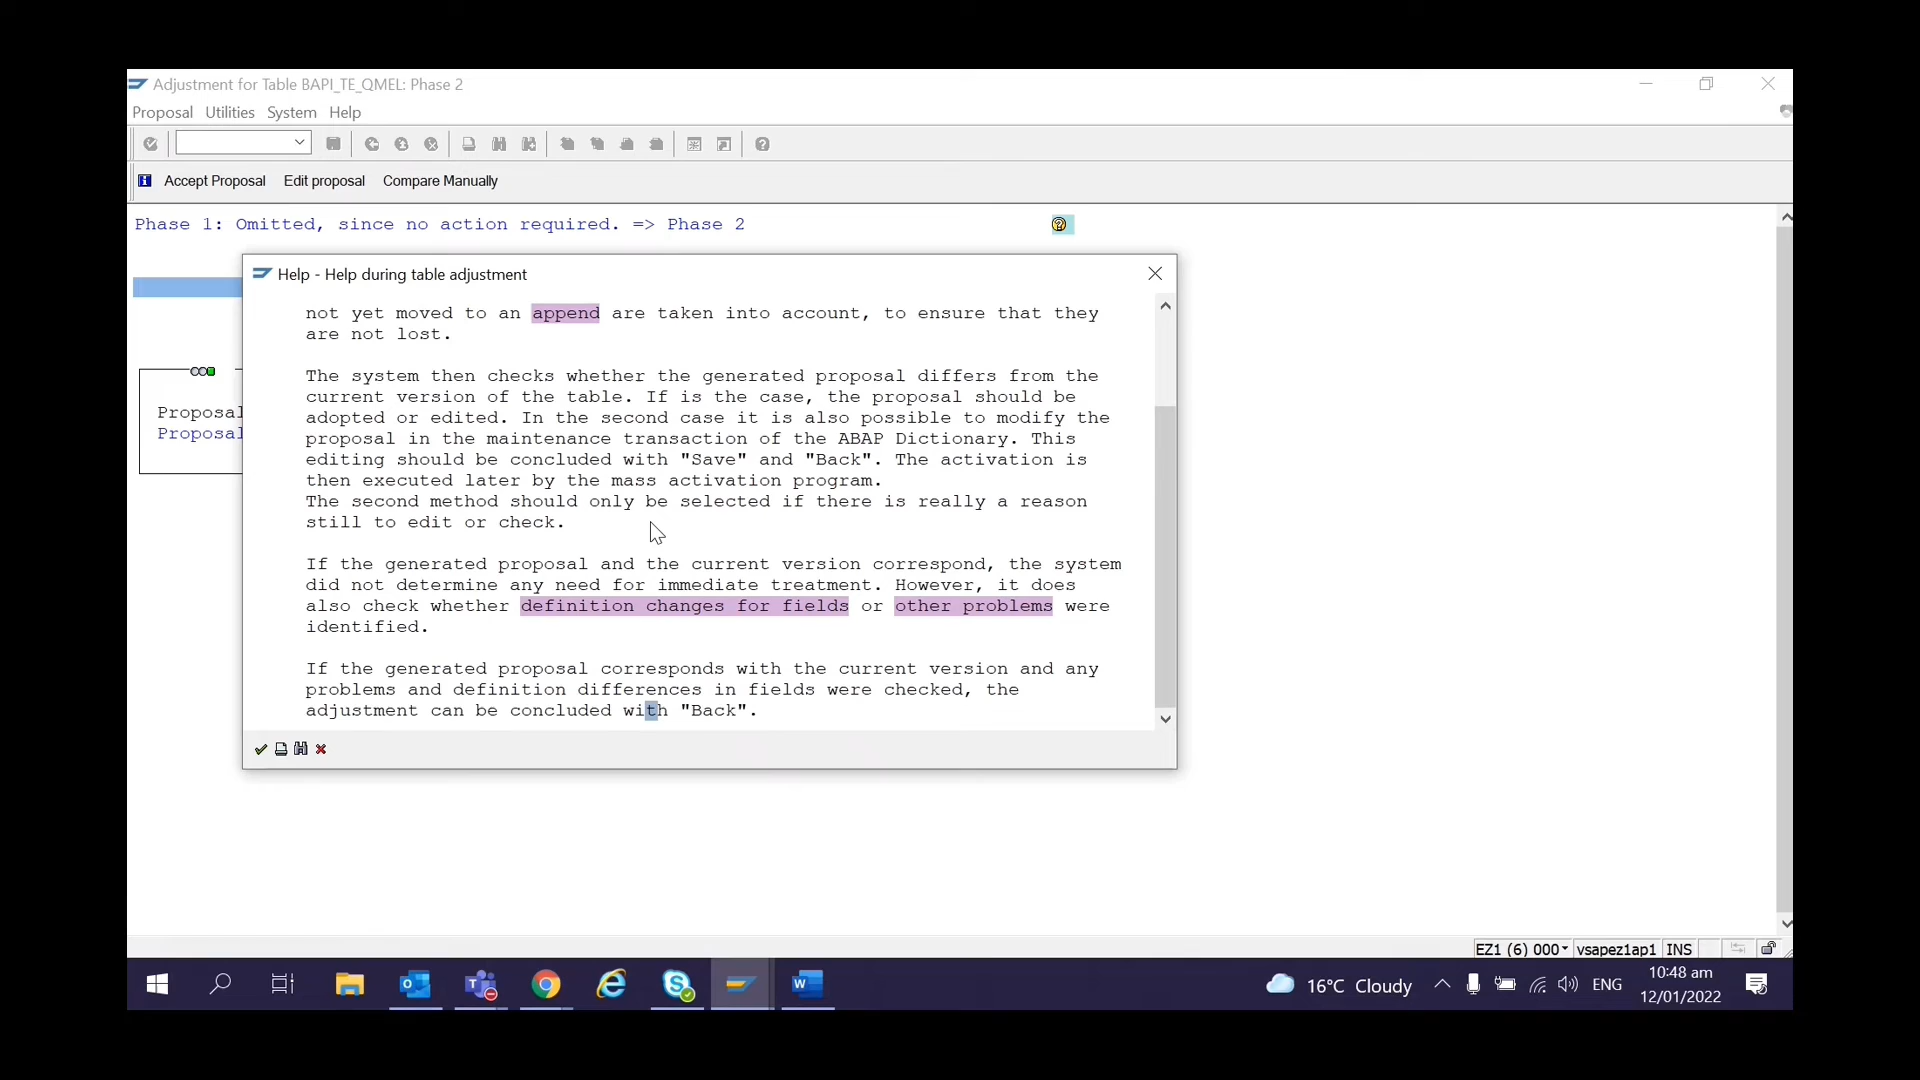 Adjustment for Table BAPI_TE_QMEL: Phase 2
Proposal Utilities System Help
Accept Proposal Edit proposal Compare Manually
Phase 1: Omitted, since no action required. => Phase 2
Help - Help during table adjustment
not yet moved to an append are taken into account, to ensure that they
are not lost.
The system then checks whether the generated proposal differs from the
current version of the table. If is the case, the proposal should be
adopted or edited. In the second case it is also possible to modify the
proposal in the maintenance transaction of the ABAP Dictionary. This
editing should be concluded with "Save" and "Back". The activation is
then executed later by the mass activation program.
The second method should only be selected if there is really a reason
still to edit or check.
If the generated proposal and the current version correspond, the system
did not determine any need for immediate treatment. However, it does
also check whether definition changes for fields or other problems were
identified.
If the generated proposal corresponds with the current version and any
problems and definition differences in fields were checked, the
adjustment can be concluded with "Back".
Proposal
Proposal
EZ1 (6) 000 vsapez1ap1 INS
16°C Cloudy ENG
10:48 am
12/01/2022